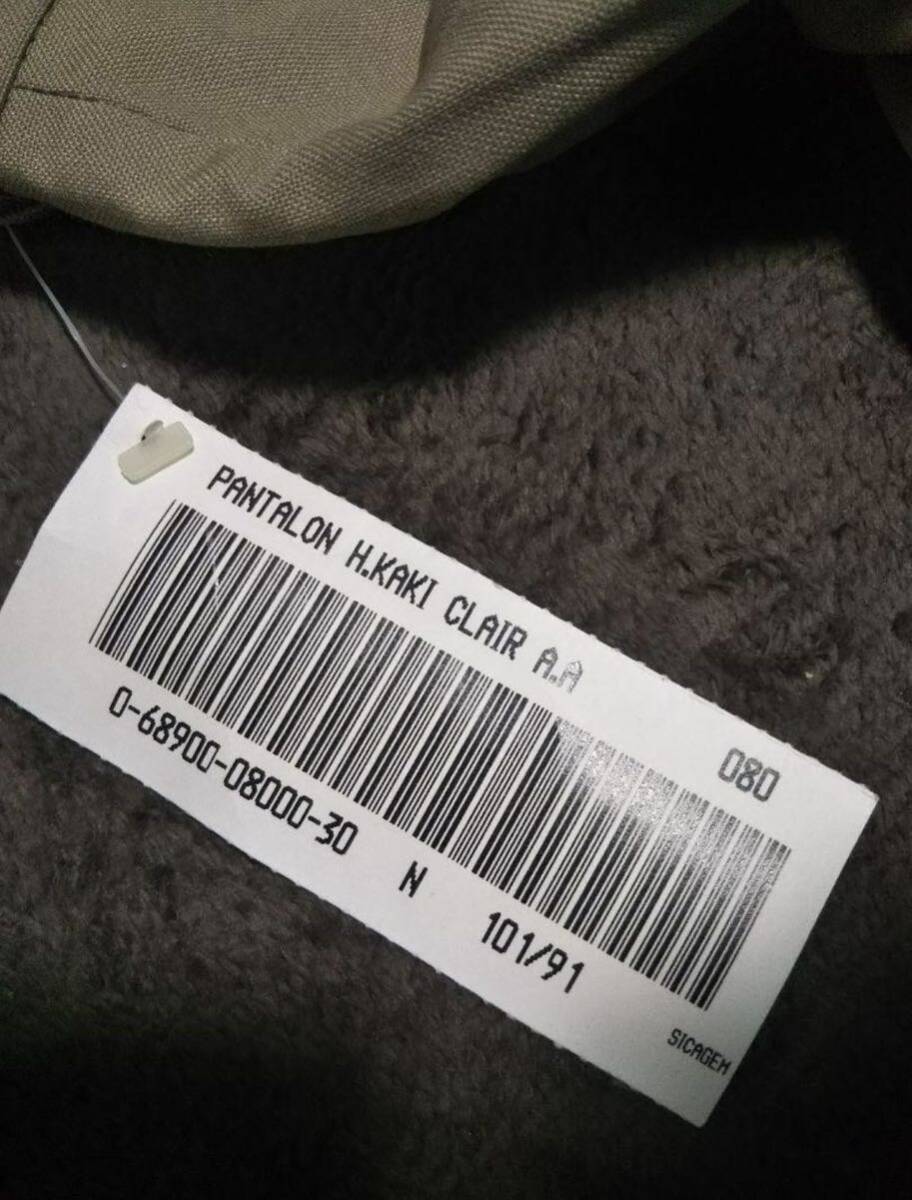 PANTALON H.KAKI CLAIR A.A
080
0-68900-08000-30 N 101/91
SICAGEM